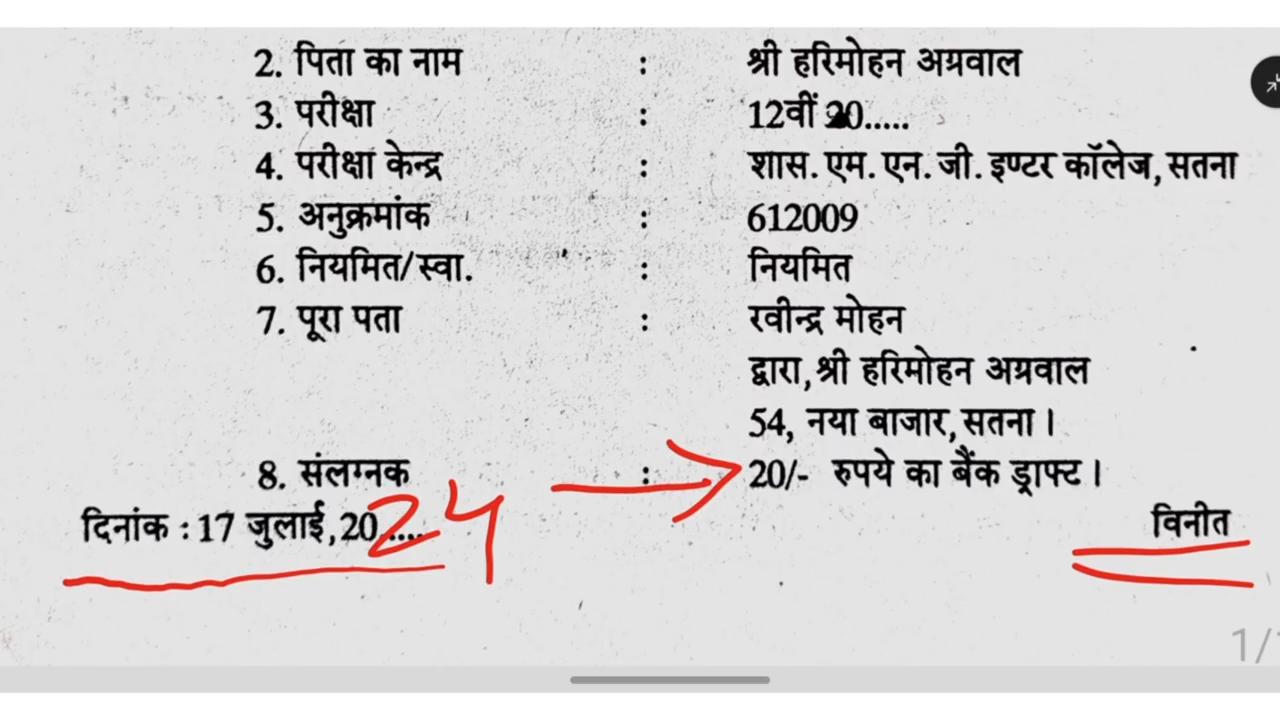 2. पिता का नाम : श्री हरिमोहन अग्रवाल
3. परीक्षा : 12वीं 20.....
4. परीक्षा केन्द्र : शास. एम. एन. जी. इण्टर कॉलेज, सतना
5. अनुक्रमांक : 612009
6. नियमित/स्वा. : नियमित
7. पूरा पता : रवीन्द्र मोहन
द्वारा, श्री हरिमोहन अग्रवाल
54, नया बाजार, सतना ।
8. संलग्नक : 20/- रुपये का बैंक ड्राफ्ट ।
दिनांक : 17 जुलाई, 20..... 24
विनीत
1/